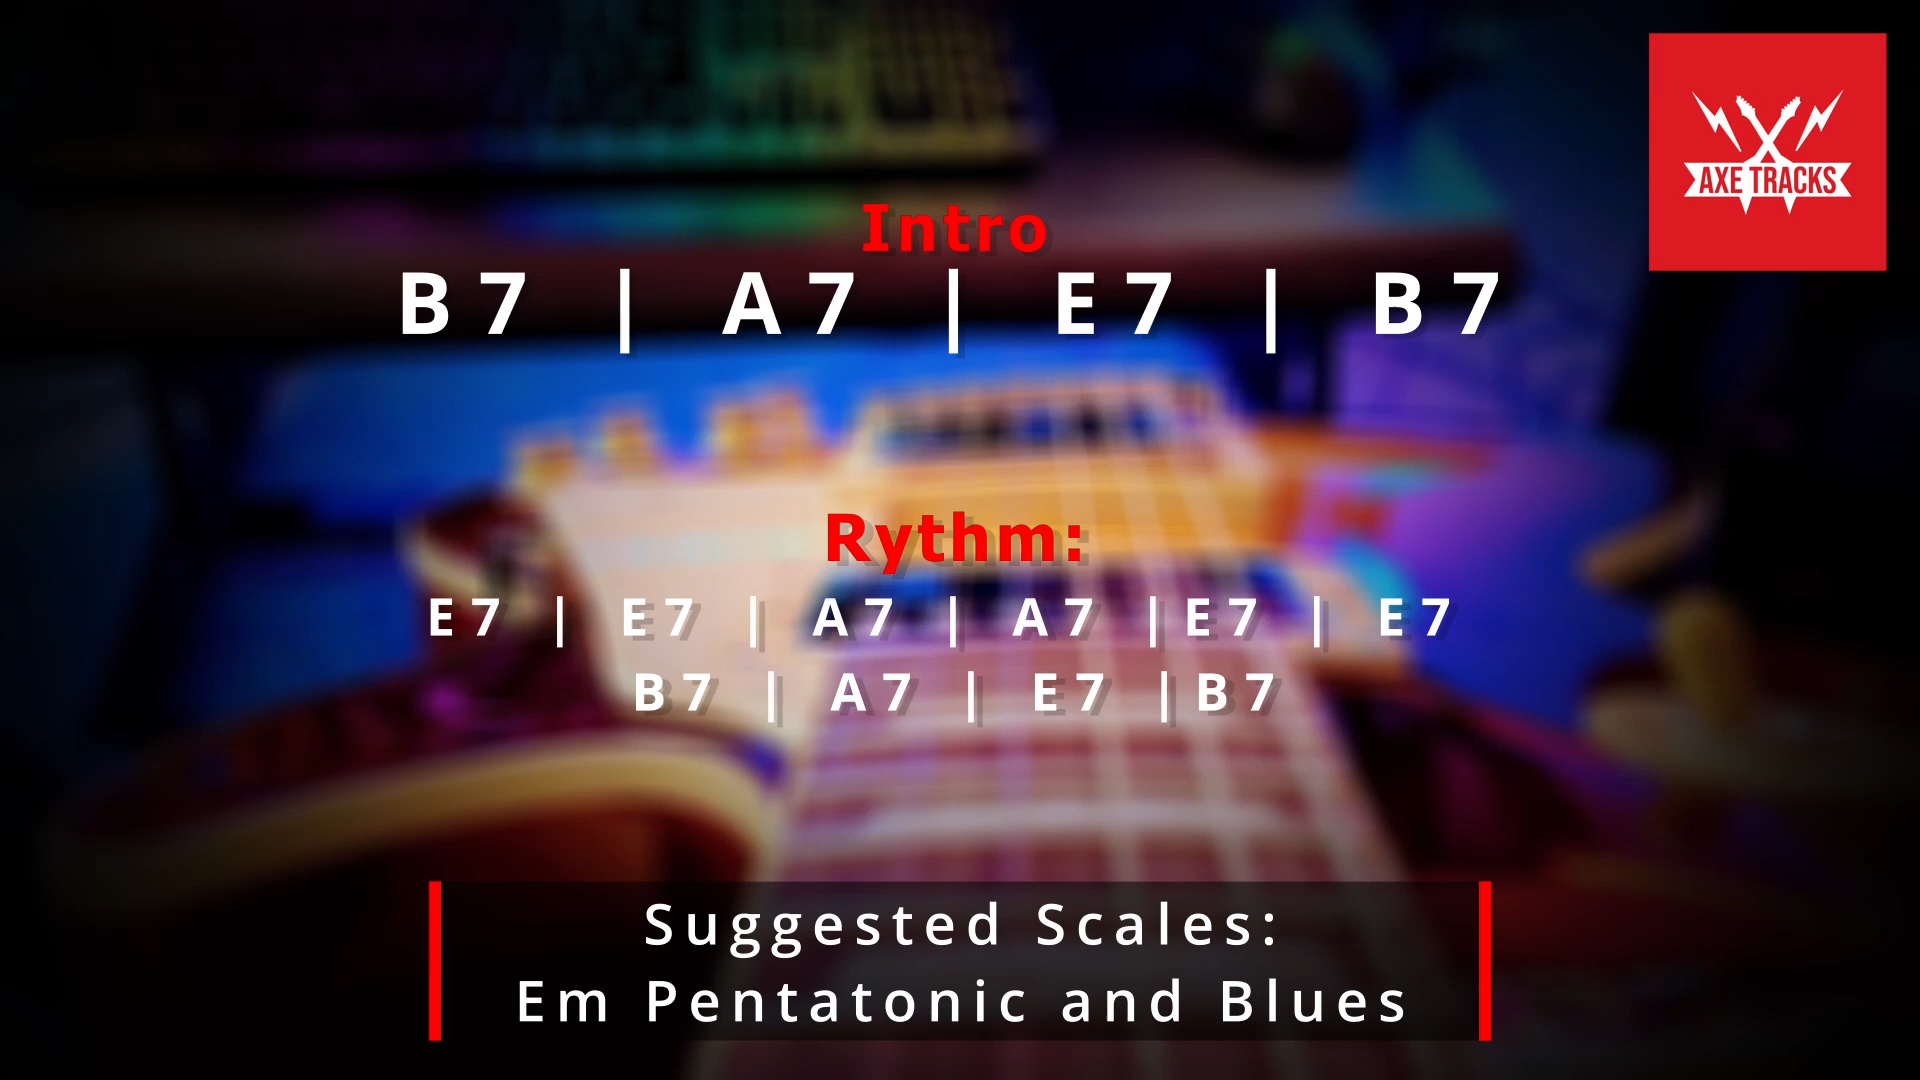 AXE TRACKS
Intro
B7 | A7 | E7 | B7
Rythm:
E7 | E7 | A7 | A7 | E7 | E7
B7 | A7 | E7 | B7
Suggested Scales:
Em Pentatonic and Blues